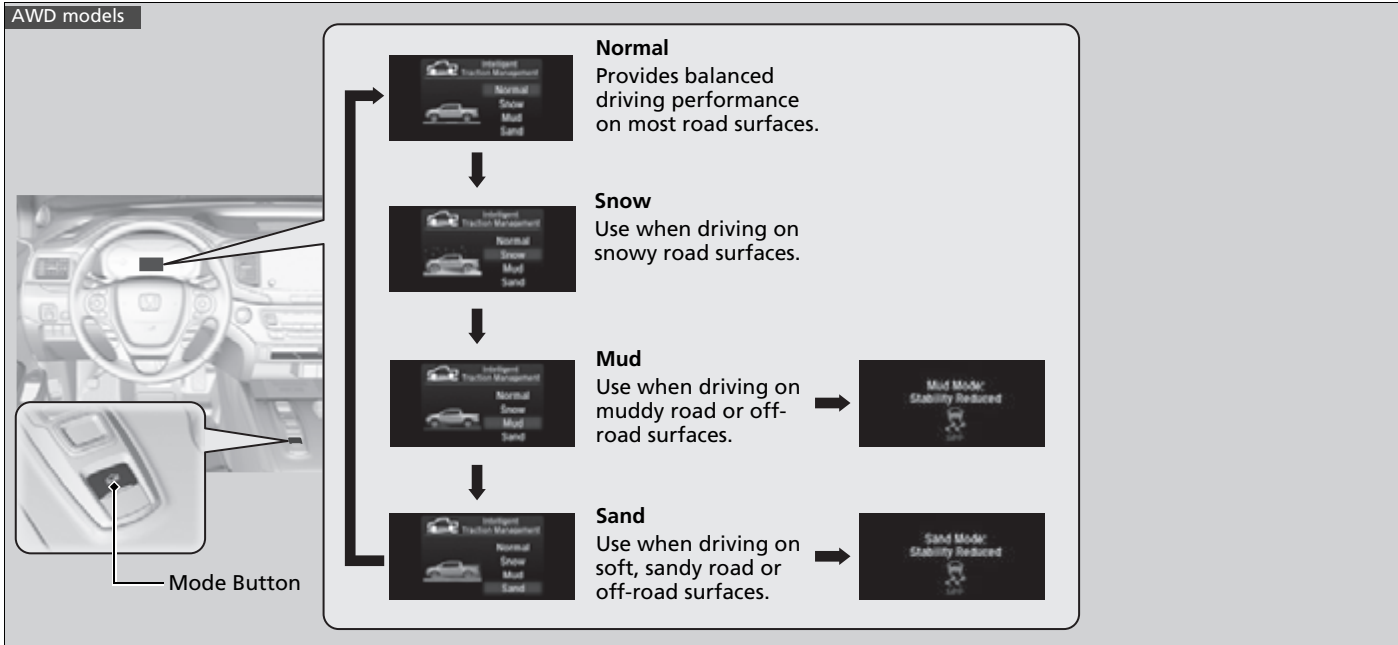 AWD models
Intelligent
Traction Management
Normal
Snow
Mud
Sand
Normal
Provides balanced
driving performance
on most road surfaces.
Intelligent
Traction Management
Normal
Snow
Mud
Sand
Snow
Use when driving on
snowy road surfaces.
Intelligent
Traction Management
Normal
Snow
Mud
Sand
Mud
Use when driving on
muddy road or off-
road surfaces.
Mud Mode:
Stability Reduced
Intelligent
Traction Management
Normal
Snow
Mud
Sand
Sand
Use when driving on
soft, sandy road or
off-road surfaces.
Sand Mode:
Stability Reduced
Mode Button